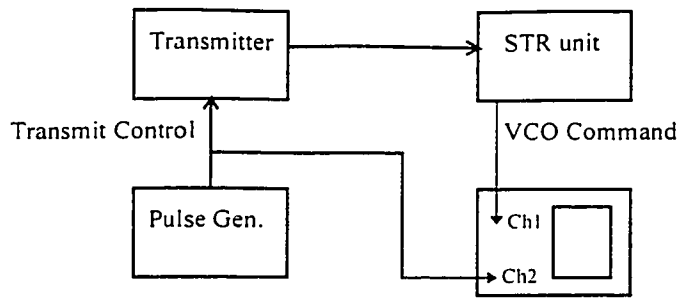 Transmitter
STR unit
Transmit Control
VCO Command
Pulse Gen.
Ch1
Ch2